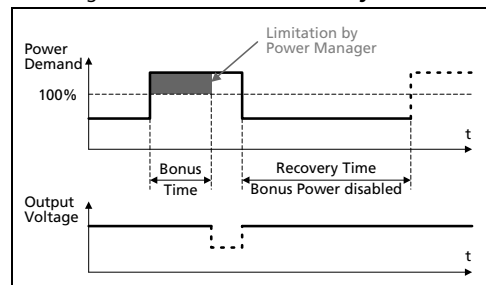 Limitation by
Power Manager
Power
Demand
100%
t
Bonus
Time
Recovery Time
Bonus Power disabled
Output
Voltage
t